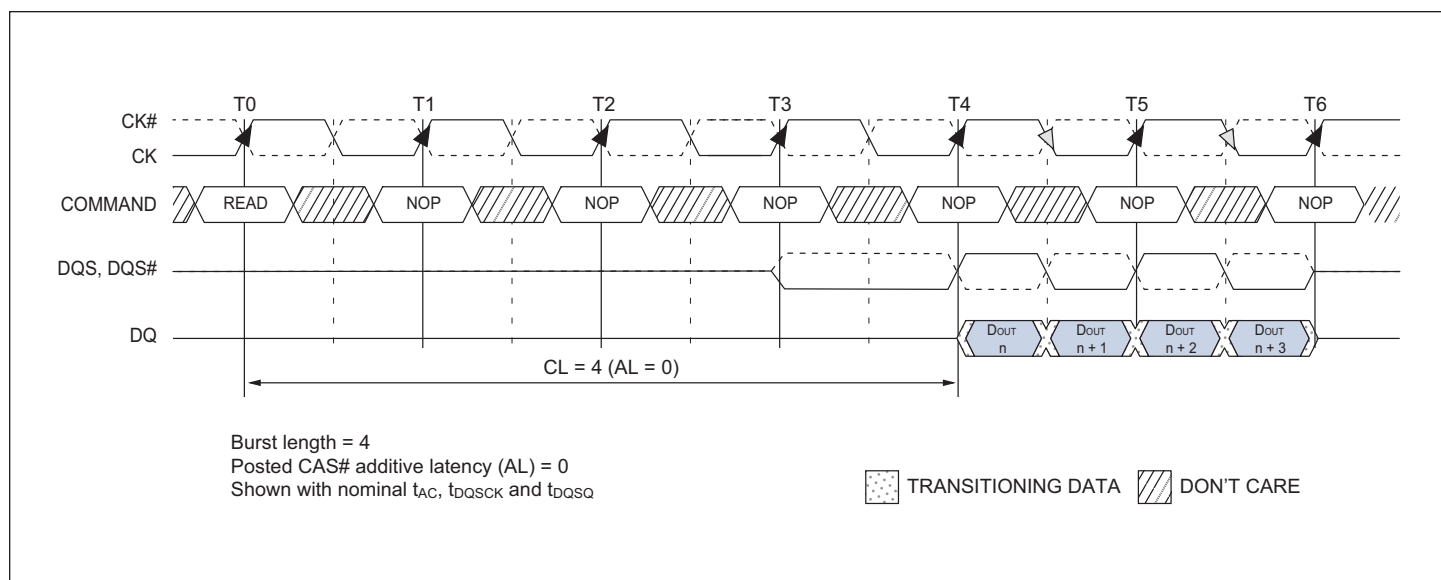 T0 T1 T2 T3 T4 T5 T6
CK#
CK
COMMAND READ NOP NOP NOP NOP NOP NOP
DQS, DQS#
DQ DOUT n DOUT n + 1 DOUT n + 2 DOUT n + 3
CL = 4 (AL = 0)
Burst length = 4
Posted CAS# additive latency (AL) = 0
Shown with nominal tAC, tDQSCK and tDQSQ
TRANSITIONING DATA DON'T CARE